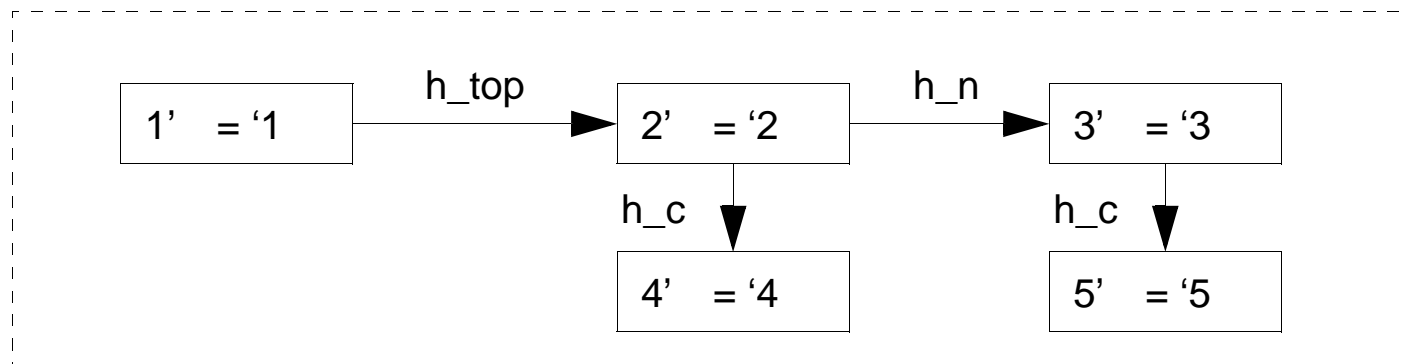 h_top
h_n
1’ = ‘1
2’ = ‘2
3’ = ‘3
h_c
h_c
4’ = ‘4
5’ = ‘5